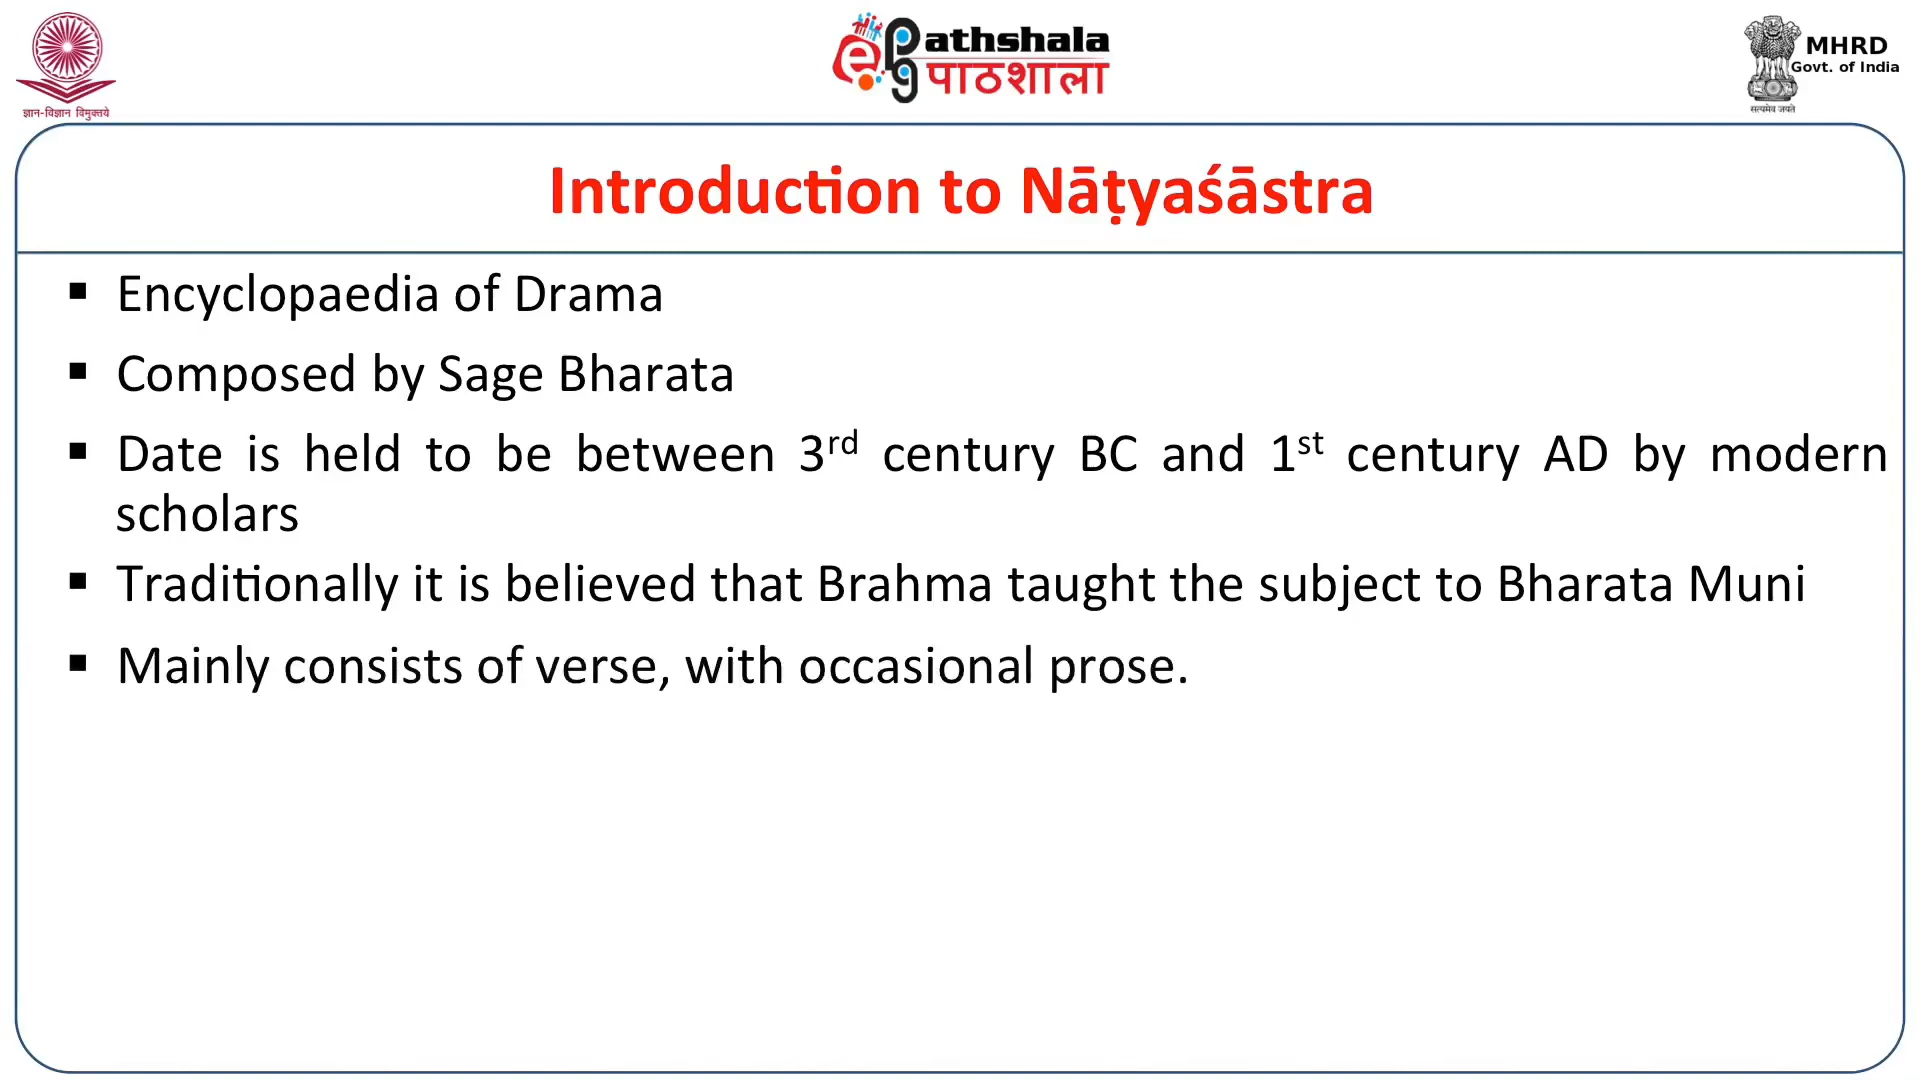 ज्ञान-विज्ञान विमुक्तये
e PG Pathshala
पाठशाला
MHRD
Govt. of India
सत्यमेव जयते
Introduction to Nāṭyaśāstra
▪ Encyclopaedia of Drama
▪ Composed by Sage Bharata
▪ Date is held to be between 3rd century BC and 1st century AD by modern
scholars
▪ Traditionally it is believed that Brahma taught the subject to Bharata Muni
▪ Mainly consists of verse, with occasional prose.